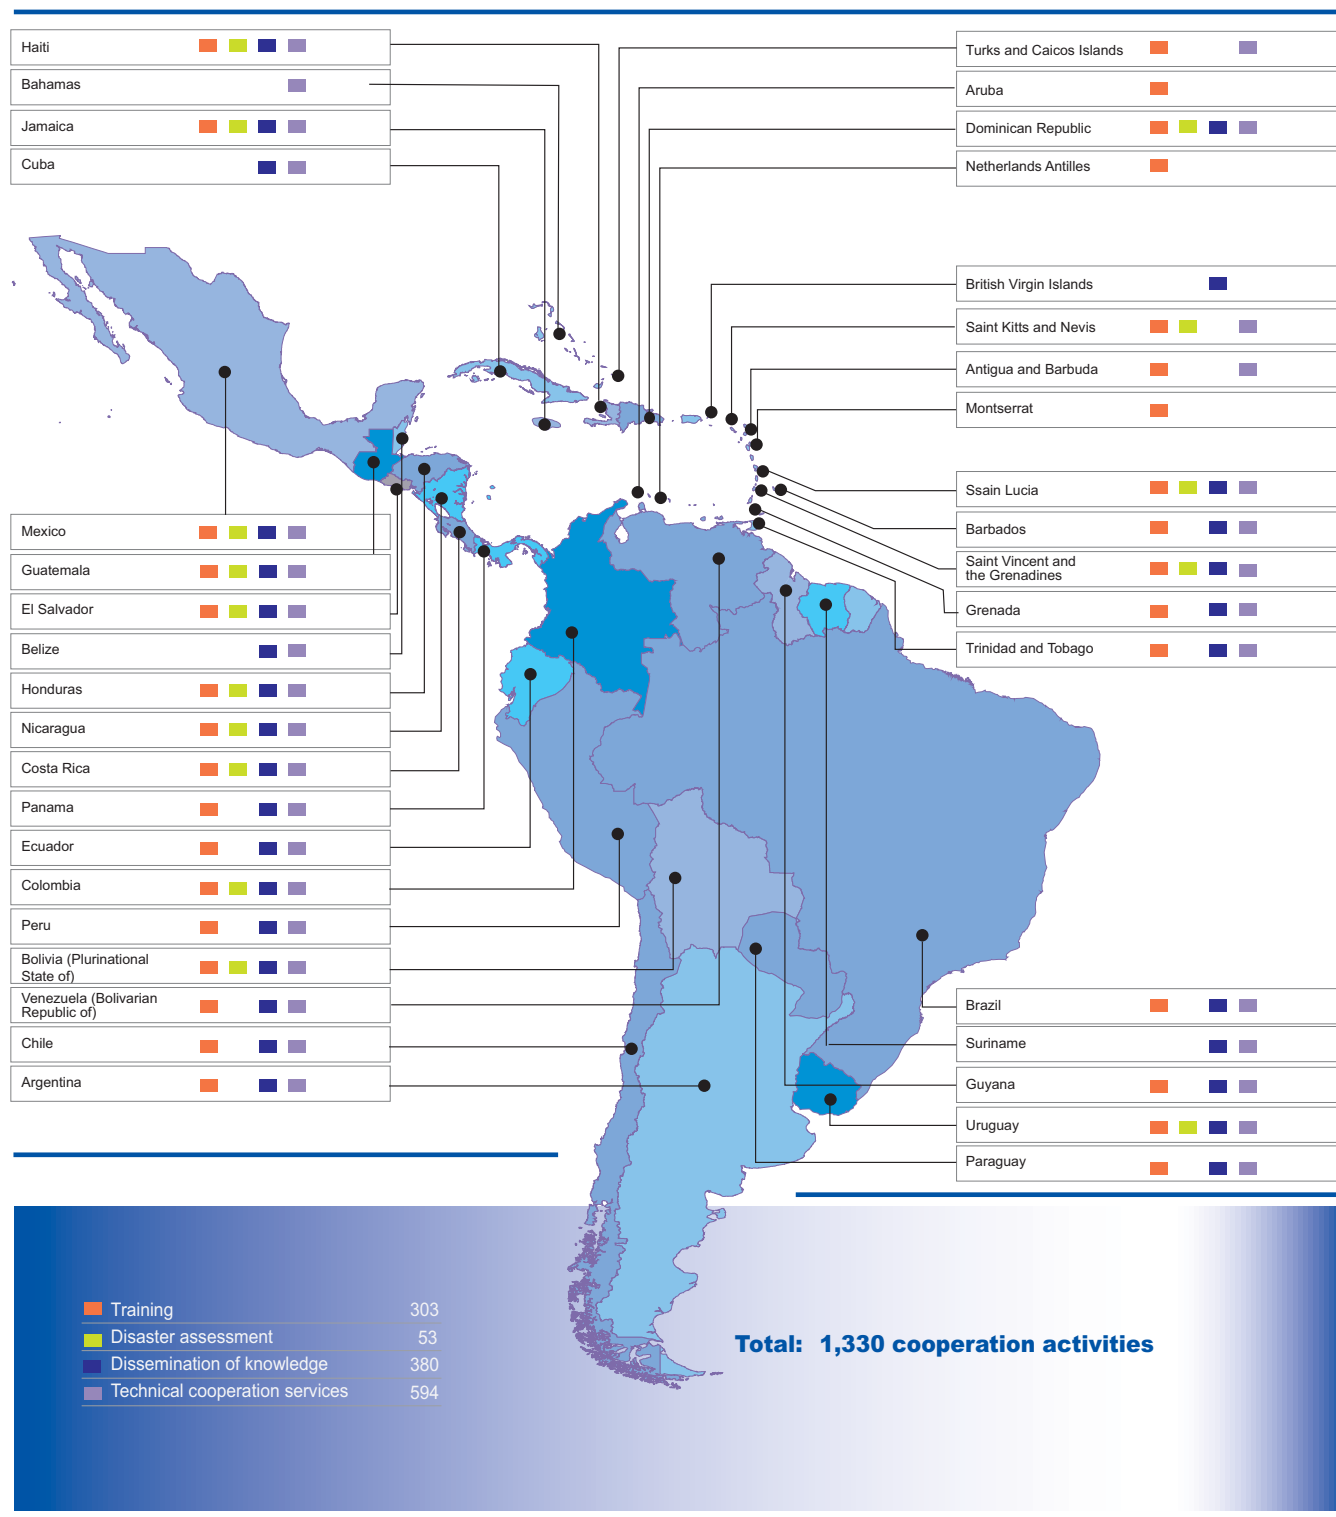 Haiti
Bahamas
Jamaica
Cuba
Turks and Caicos Islands
Aruba
Dominican Republic
Netherlands Antilles
British Virgin Islands
Saint Kitts and Nevis
Antigua and Barbuda
Montserrat
Ssain Lucia
Barbados
Saint Vincent and
the Grenadines
Grenada
Trinidad and Tobago
Mexico
Guatemala
El Salvador
Belize
Honduras
Nicaragua
Costa Rica
Panama
Ecuador
Colombia
Peru
Bolivia (Plurinational
State of)
Venezuela (Bolivarian
Republic of)
Chile
Argentina
Brazil
Suriname
Guyana
Uruguay
Paraguay
Training 303
Disaster assessment 53
Dissemination of knowledge 380
Technical cooperation services 594
Total: 1,330 cooperation activities